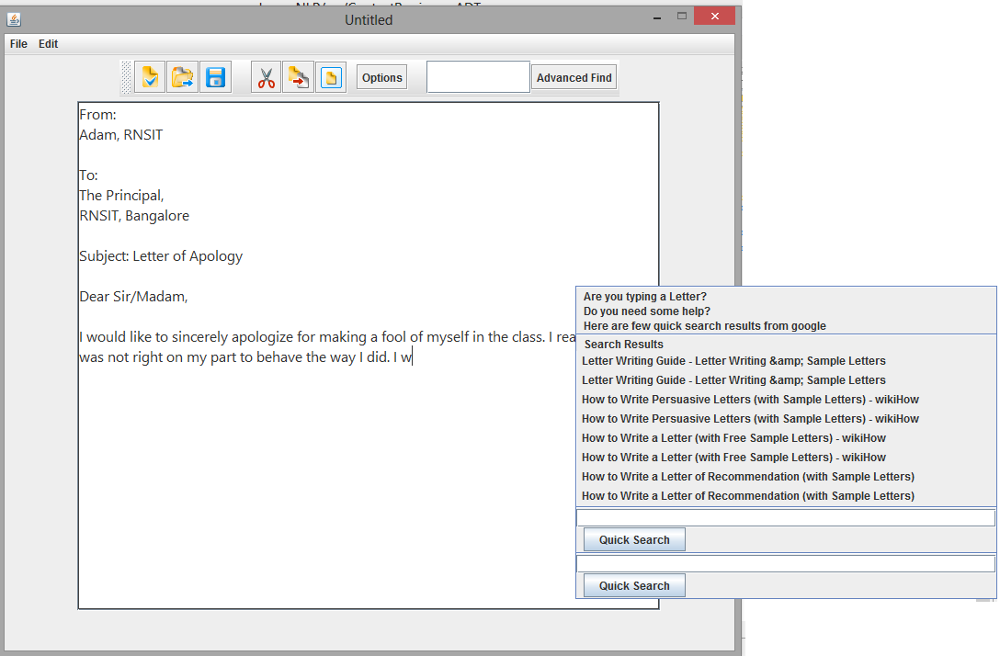 Untitled
File Edit
Options
Advanced Find
From:
Adam, RNSIT
To:
The Principal,
RNSIT, Bangalore
Subject: Letter of Apology
Dear Sir/Madam,
I would like to sincerely apologize for making a fool of myself in the class. I
was not right on my part to behave the way I did. I w
Are you typing a Letter?
Do you need some help?
Here are few quick search results from google
Search Results
Letter Writing Guide - Letter Writing &amp; Sample Letters
Letter Writing Guide - Letter Writing &amp; Sample Letters
How to Write Persuasive Letters (with Sample Letters) - wikiHow
How to Write Persuasive Letters (with Sample Letters) - wikiHow
How to Write a Letter (with Free Sample Letters) - wikiHow
How to Write a Letter (with Free Sample Letters) - wikiHow
How to Write a Letter of Recommendation (with Sample Letters)
How to Write a Letter of Recommendation (with Sample Letters)
Quick Search
Quick Search